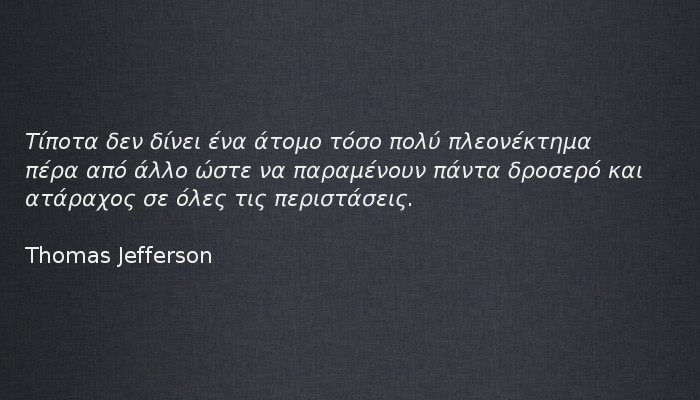 Τίποτα δεν δίνει ένα άτομο τόσο πολύ πλεονέκτημα
πέρα από άλλο ώστε να παραμένουν πάντα δροσερό και
ατάραχος σε όλες τις περιστάσεις.
Thomas Jefferson